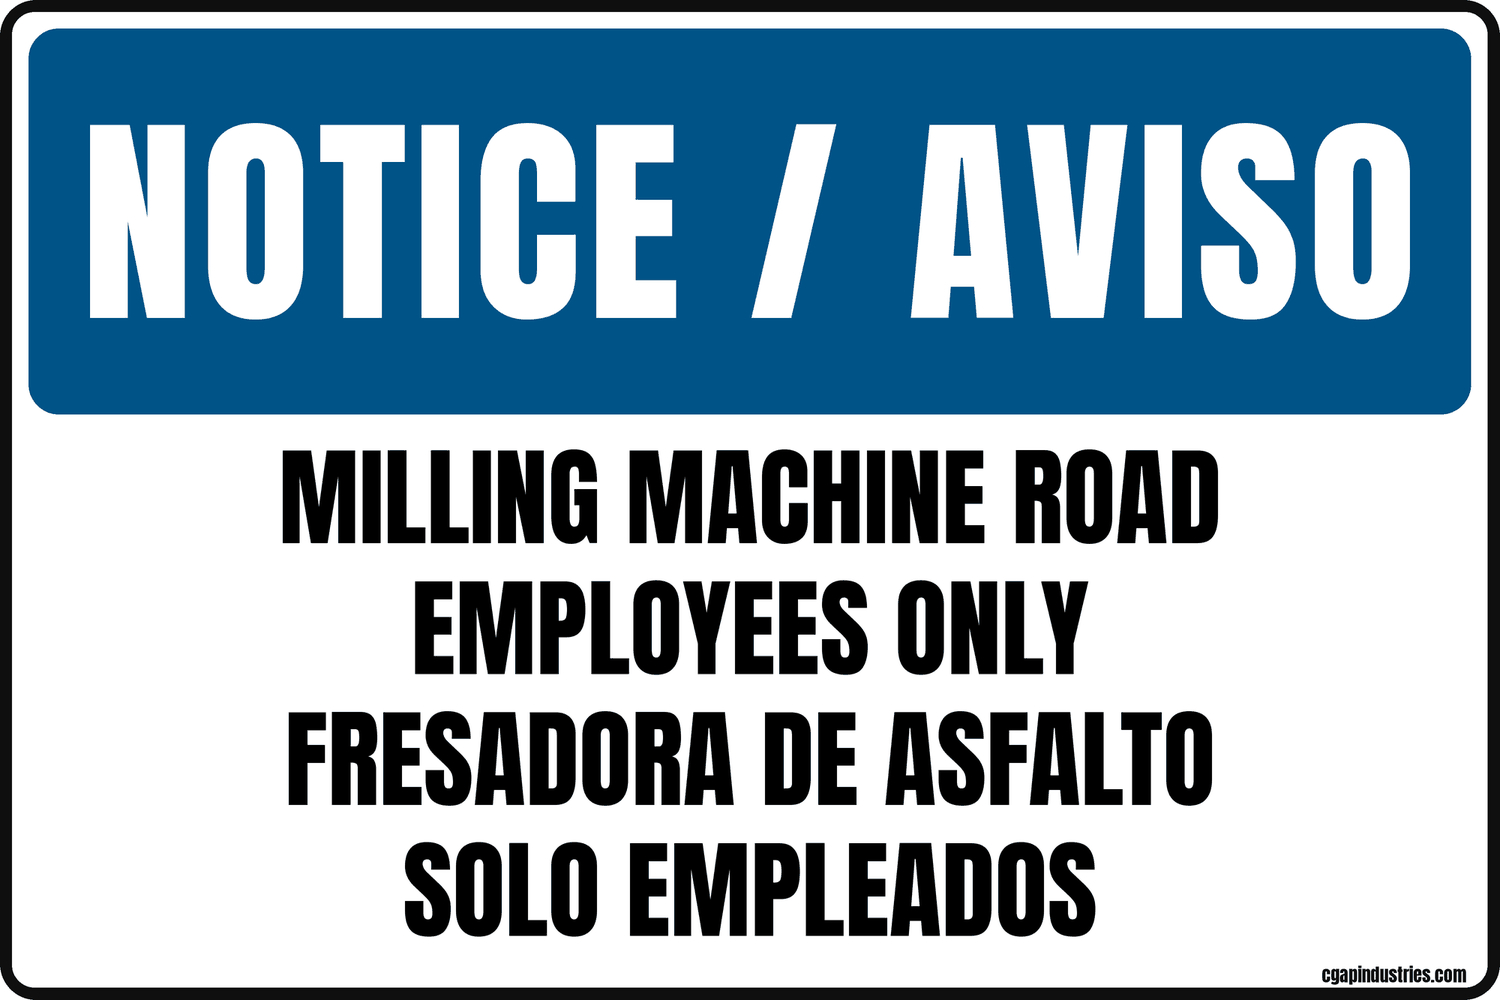 NOTICE / AVISO
MILLING MACHINE ROAD
EMPLOYEES ONLY
FRESADORA DE ASFALTO
SOLO EMPLEADOS
cgapindustries.com